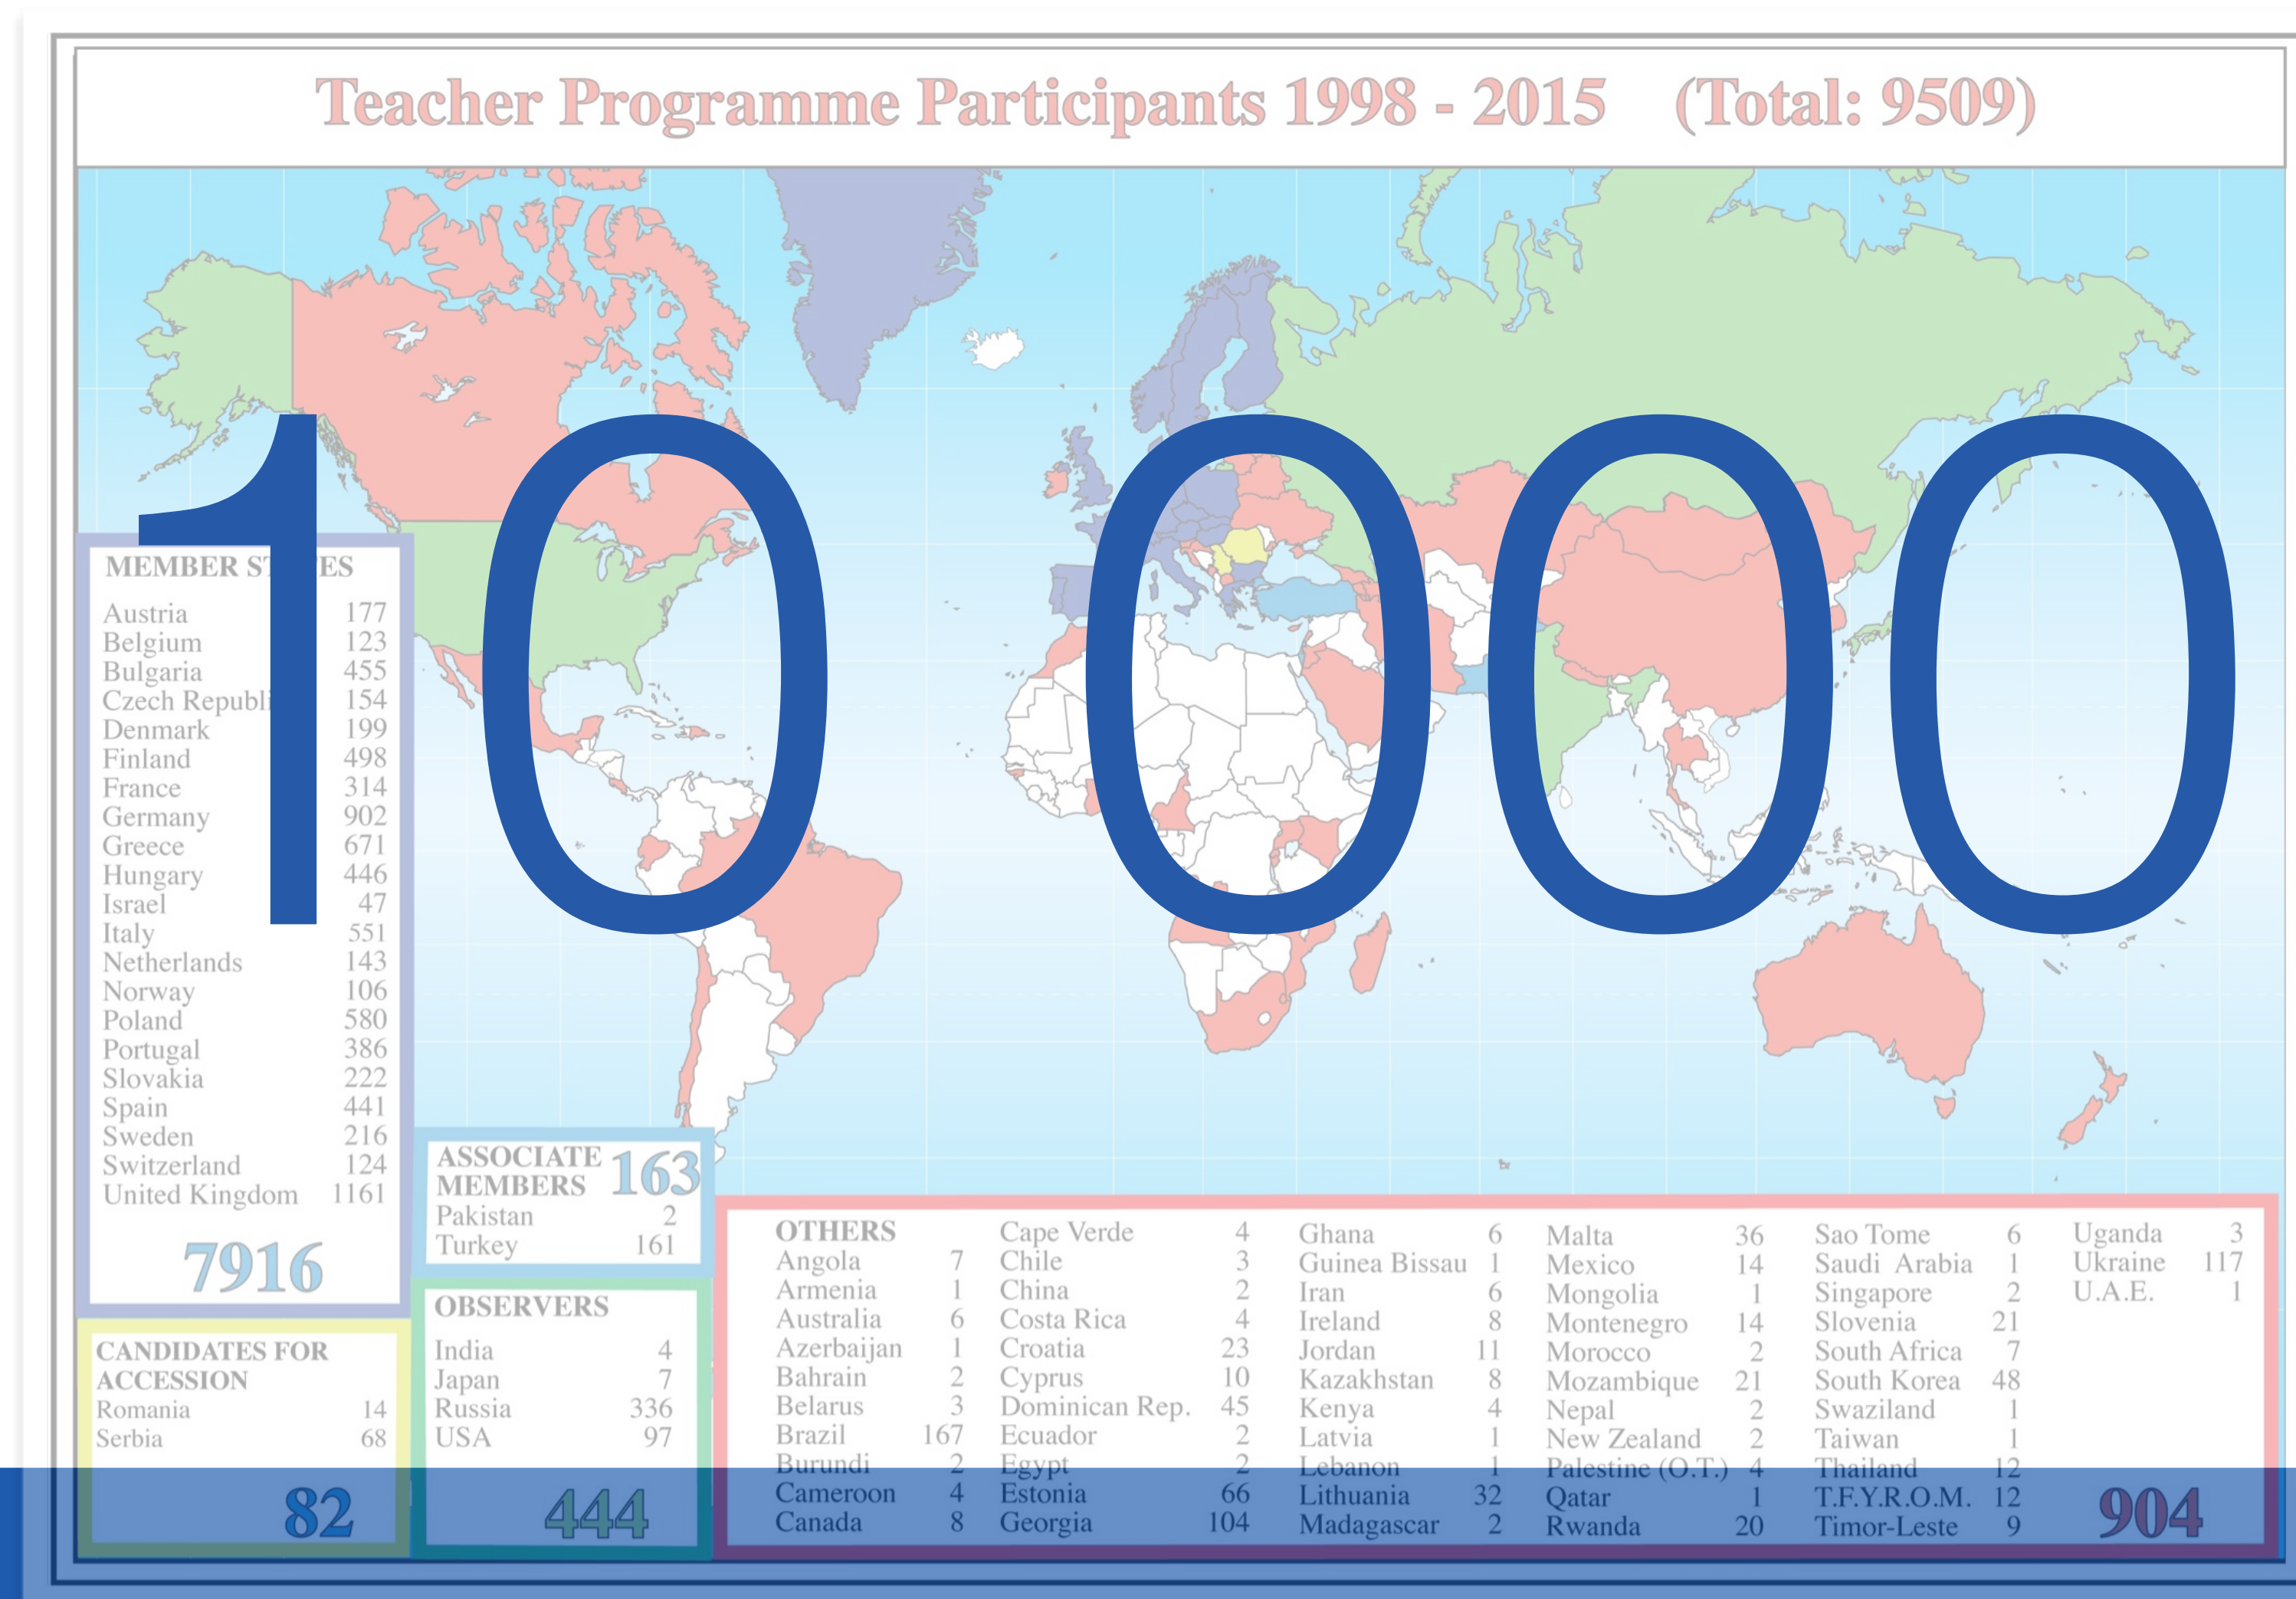 Teacher Programme Participants 1998 - 2015 (Total: 9509)
10 000
MEMBER STATES
Austria 177
Belgium 123
Bulgaria 455
Czech Republi 154
Denmark 199
Finland 498
France 314
Germany 902
Greece 671
Hungary 446
Israel 47
Italy 551
Netherlands 143
Norway 106
Poland 580
Portugal 386
Slovakia 222
Spain 441
Sweden 216
Switzerland 124
United Kingdom 1161
7916
CANDIDATES FOR
ACCESSION
Romania 14
Serbia 68
82
ASSOCIATE
MEMBERS 163
Pakistan 2
Turkey 161
OBSERVERS
India 4
Japan 7
Russia 336
USA 97
444
OTHERS
Angola 7
Armenia 1
Australia 6
Azerbaijan 1
Bahrain 2
Belarus 3
Brazil 167
Burundi 2
Cameroon 4
Canada 8
Cape Verde 4
Chile 3
China 2
Costa Rica 4
Croatia 23
Cyprus 10
Dominican Rep. 45
Ecuador 2
Egypt 2
Estonia 66
Georgia 104
Ghana 6
Guinea Bissau 1
Iran 6
Ireland 8
Jordan 11
Kazakhstan 8
Kenya 4
Latvia 1
Lebanon 1
Lithuania 32
Madagascar 2
Malta 36
Mexico 14
Mongolia 1
Montenegro 14
Morocco 2
Mozambique 21
Nepal 2
New Zealand 2
Palestine (O.T.) 4
Qatar 1
Rwanda 20
Sao Tome 6
Saudi Arabia 1
Singapore 2
Slovenia 21
South Africa 7
South Korea 48
Swaziland 1
Taiwan 1
Thailand 12
T.F.Y.R.O.M. 12
Timor-Leste 9
Uganda 3
Ukraine 117
U.A.E. 1
904